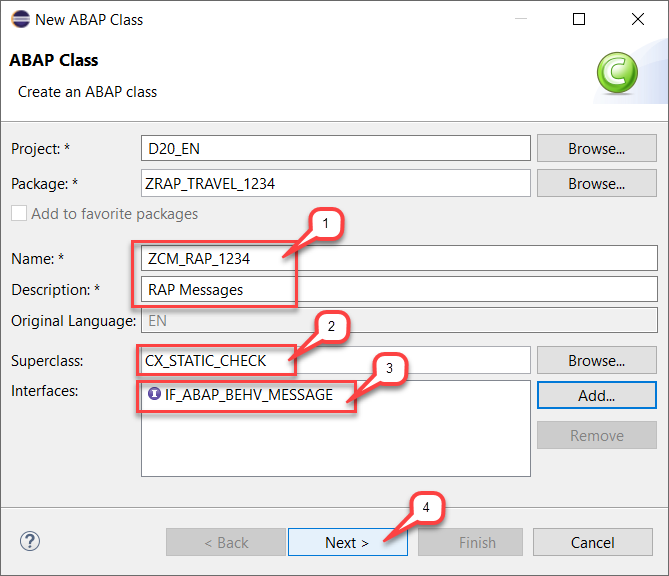 New ABAP Class
ABAP Class
Create an ABAP class
C
Project: * D20_EN Browse...
Package: * ZRAP_TRAVEL_1234 Browse...
Add to favorite packages
1
Name: * ZCM_RAP_1234
Description: * RAP Messages
Original Language: EN
2
Superclass: CX_STATIC_CHECK Browse...
3
Interfaces: I IF_ABAP_BEHV_MESSAGE Add...
Remove
4
? < Back Next > Finish Cancel